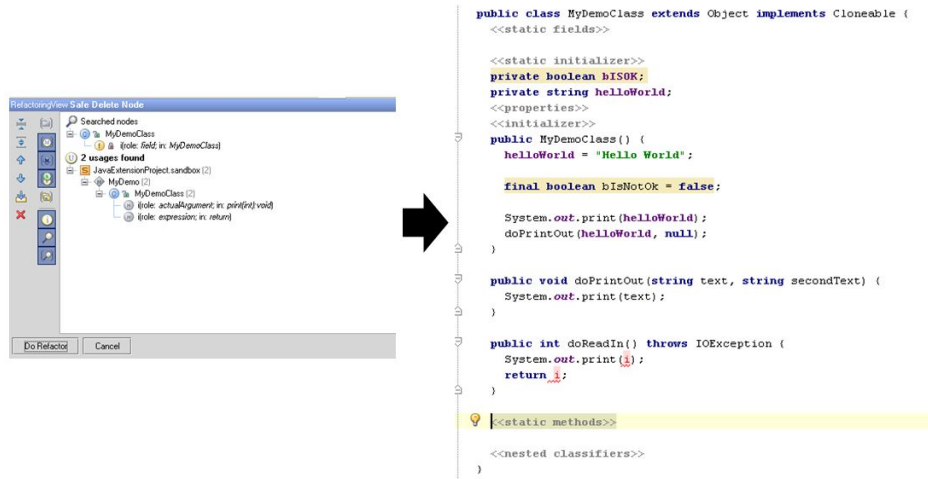 RefactoringView Safe Delete Node
Searched nodes
MyDemoClass
i(role: field; in: MyDemoClass)
2 usages found
JavaExtensionProject.sandbox (2)
MyDemo (2)
MyDemoClass (2)
i(role: actualArgument; in: print(int):void)
i(role: expression; in: return)
Do Refactor Cancel
public class MyDemoClass extends Object implements Cloneable {
<<static fields>>
<<static initializer>>
private boolean bISOK;
private string helloWorld;
<<properties>>
<<initializer>>
public MyDemoClass() {
helloWorld = "Hello World";
final boolean bIsNotOk = false;
System.out.print(helloWorld);
doPrintOut(helloWorld, null);
}
public void doPrintOut(string text, string secondText) {
System.out.print(text);
}
public int doReadIn() throws IOException {
System.out.print(i);
return i;
}
<<static methods>>
<<nested classifiers>>
}